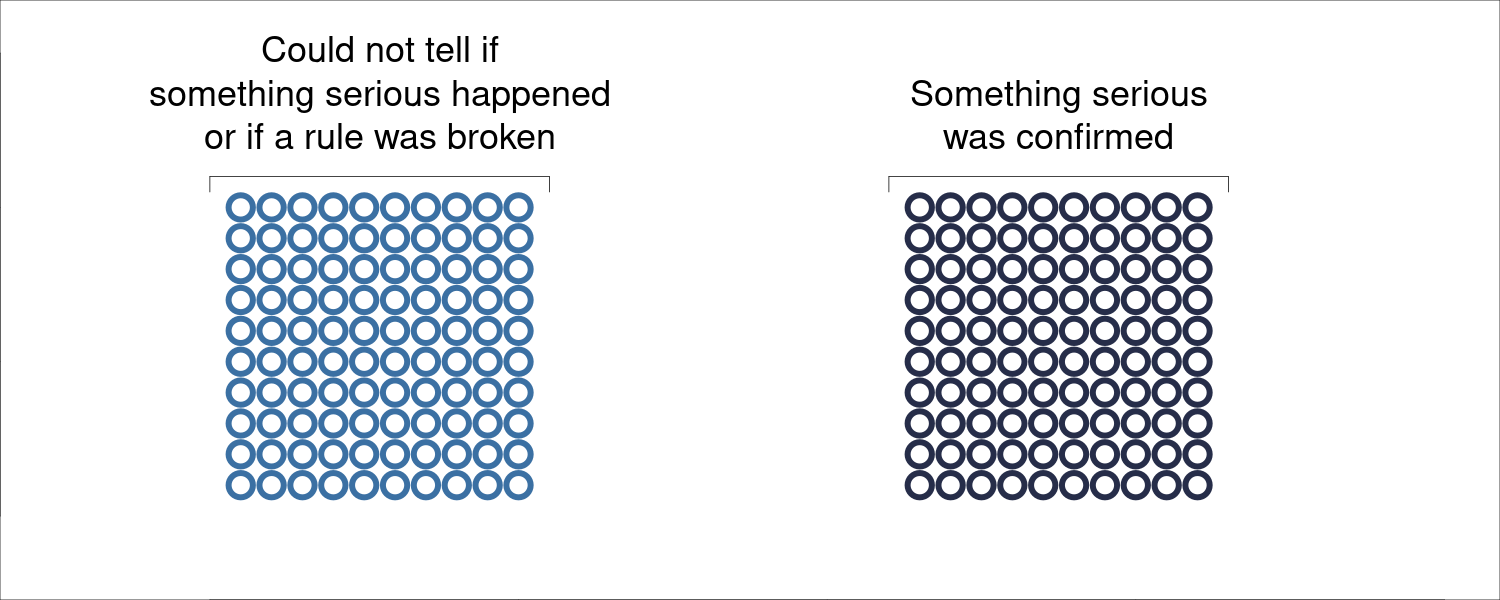 Could not tell if
something serious happened
or if a rule was broken
Something serious
was confirmed